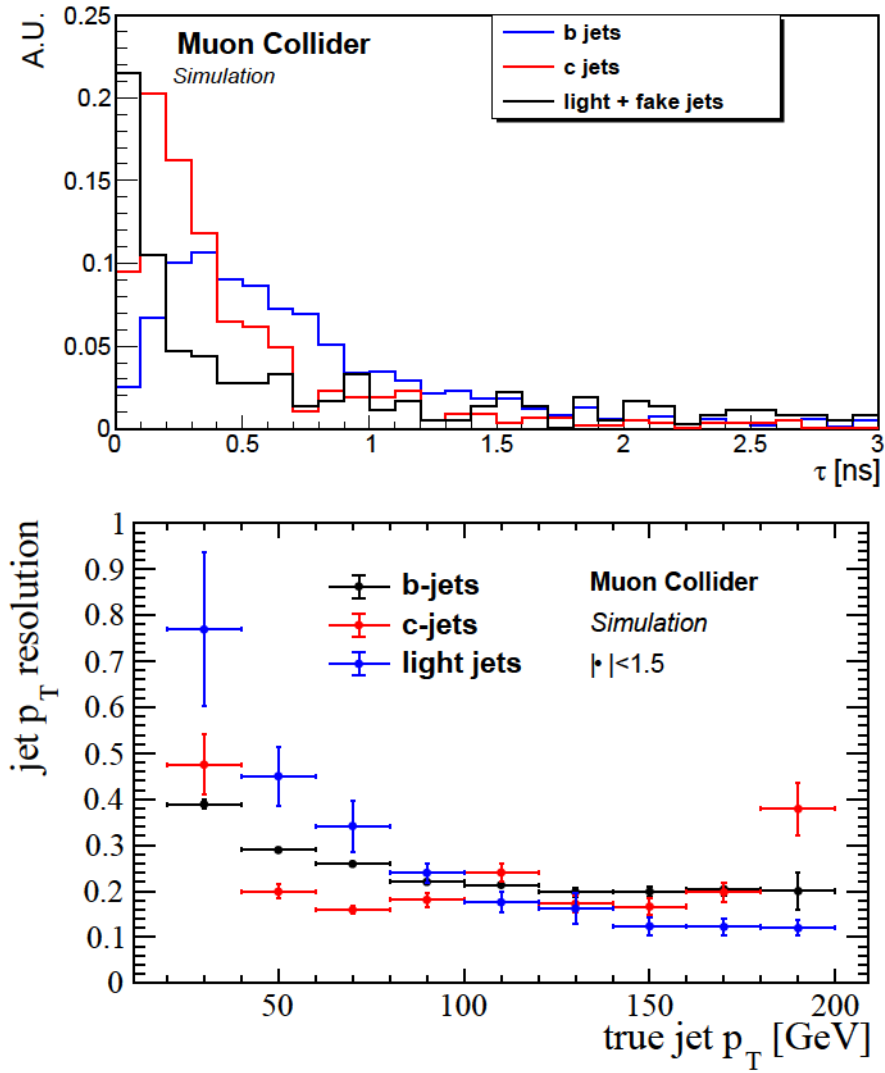 A.U.
0.25
0.2
0.15
0.1
0.05
0
Muon Collider
Simulation
b jets
c jets
light + fake jets
0 0.5 1 1.5 2 2.5 3
τ [ns]
jet pT resolution
1
0.9
0.8
0.7
0.6
0.5
0.4
0.3
0.2
0.1
0
b-jets
c-jets
light jets
Muon Collider
Simulation
|• |<1.5
50 100 150 200
true jet pT [GeV]